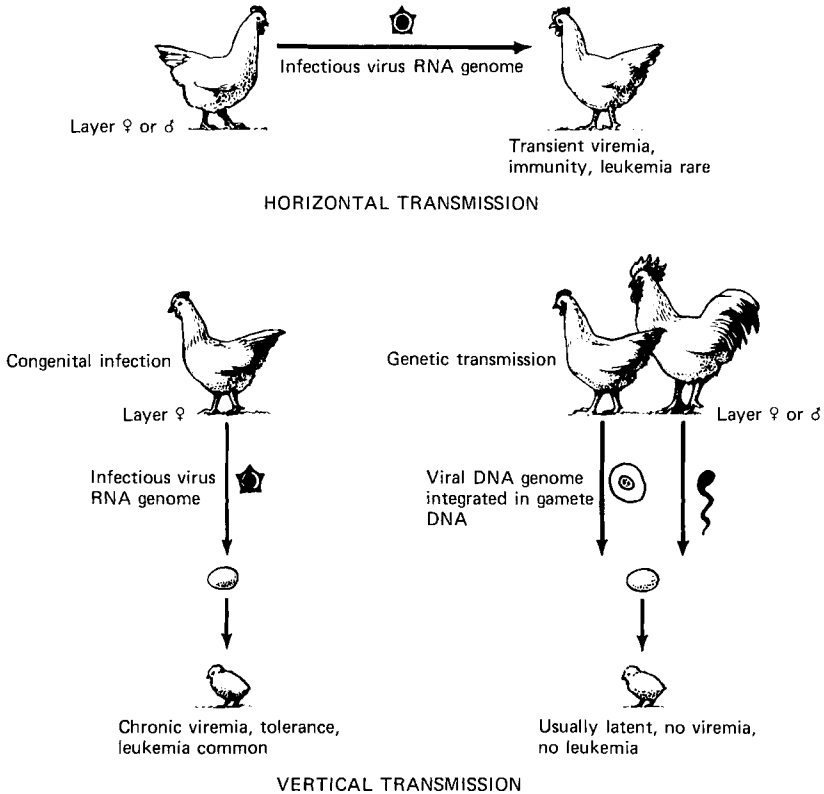 Infectious virus RNA genome
Layer ♀ or ♂
Transient viremia,
immunity, leukemia rare
HORIZONTAL TRANSMISSION
Congenital infection
Layer ♀
Infectious virus
RNA genome
Chronic viremia, tolerance,
leukemia common
Genetic transmission
Layer ♀ or ♂
Viral DNA genome
integrated in gamete
DNA
Usually latent, no viremia,
no leukemia
VERTICAL TRANSMISSION